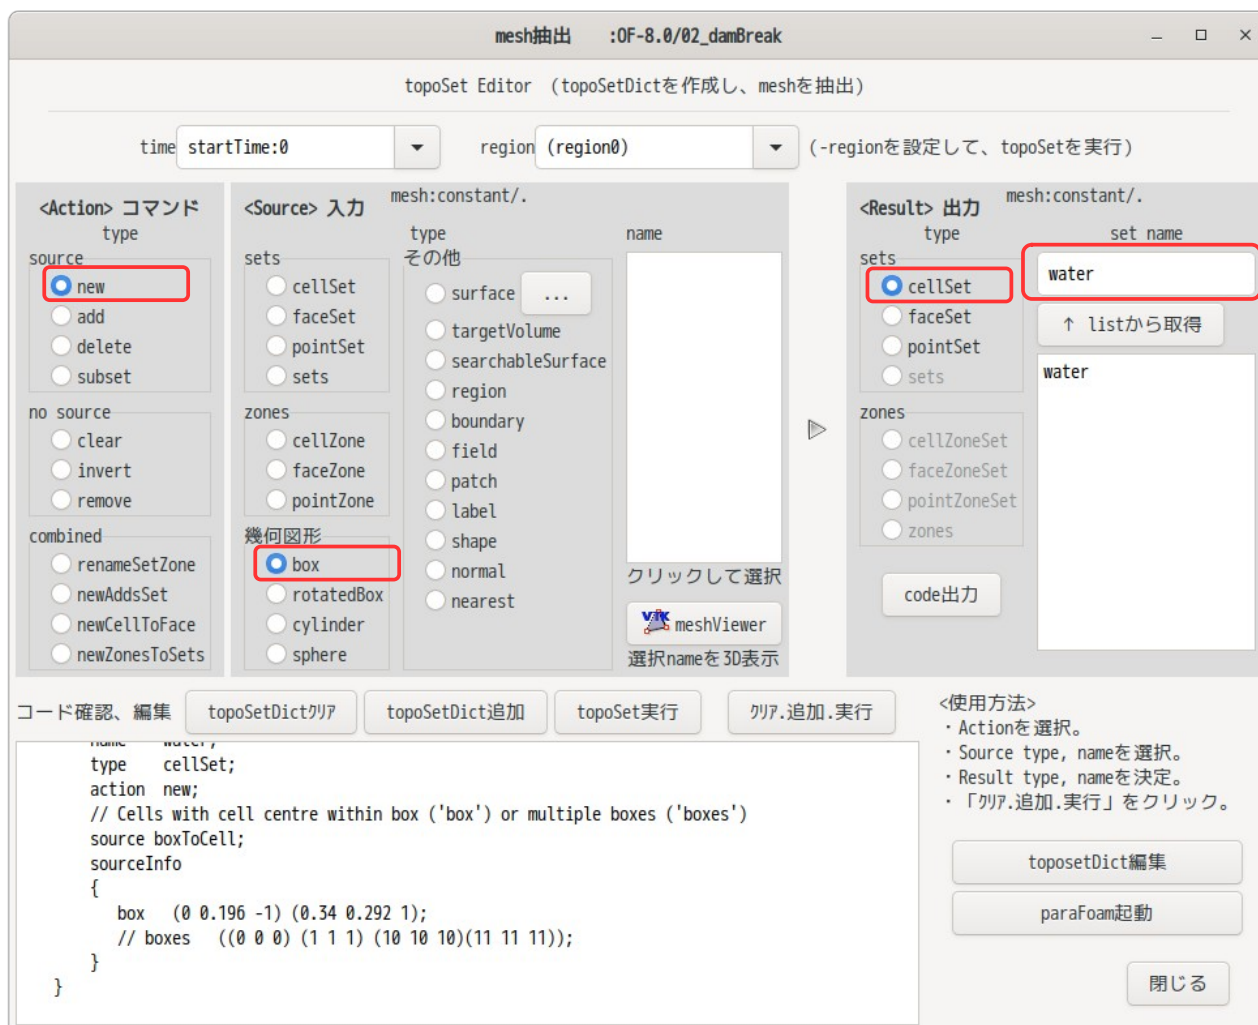 mesh抽出 :OF-8.0/02_damBreak
topoSet Editor (topoSetDictを作成し、meshを抽出)
time startTime:0 region (region0) (-regionを設定して、topoSetを実行)
<Action> コマンド
type
source
new
add
delete
subset
no source
clear
invert
remove
combined
renameSetZone
newAddsSet
newCellToFace
newZonesToSets
<Source> 入力
mesh:constant/.
sets
cellSet
faceSet
pointSet
sets
zones
cellZone
faceZone
pointZone
幾何図形
box
rotatedBox
cylinder
sphere
type
その他
surface ...
targetVolume
searchableSurface
region
boundary
field
patch
label
shape
normal
nearest
name
クリックして選択
VTK meshViewer
選択nameを3D表示
<Result> 出力
mesh:constant/.
type
sets
cellSet
faceSet
pointSet
sets
zones
cellZoneSet
faceZoneSet
pointZoneSet
zones
code出力
set name
water
↑ listから取得
water
コード確認、編集 topoSetDictｸﾘｱ topoSetDict追加 topoSet実行 ｸﾘｱ.追加.実行
name water;
type cellSet;
action new;
// Cells with cell centre within box ('box') or multiple boxes ('boxes')
source boxToCell;
sourceInfo
{
box (0 0.196 -1) (0.34 0.292 1);
// boxes ((0 0 0) (1 1 1) (10 10 10)(11 11 11));
}
}
<使用方法>
・Actionを選択。
・Source type, nameを選択。
・Result type, nameを決定。
・「ｸﾘｱ.追加.実行」をクリック。
toposetDict編集
paraFoam起動
閉じる